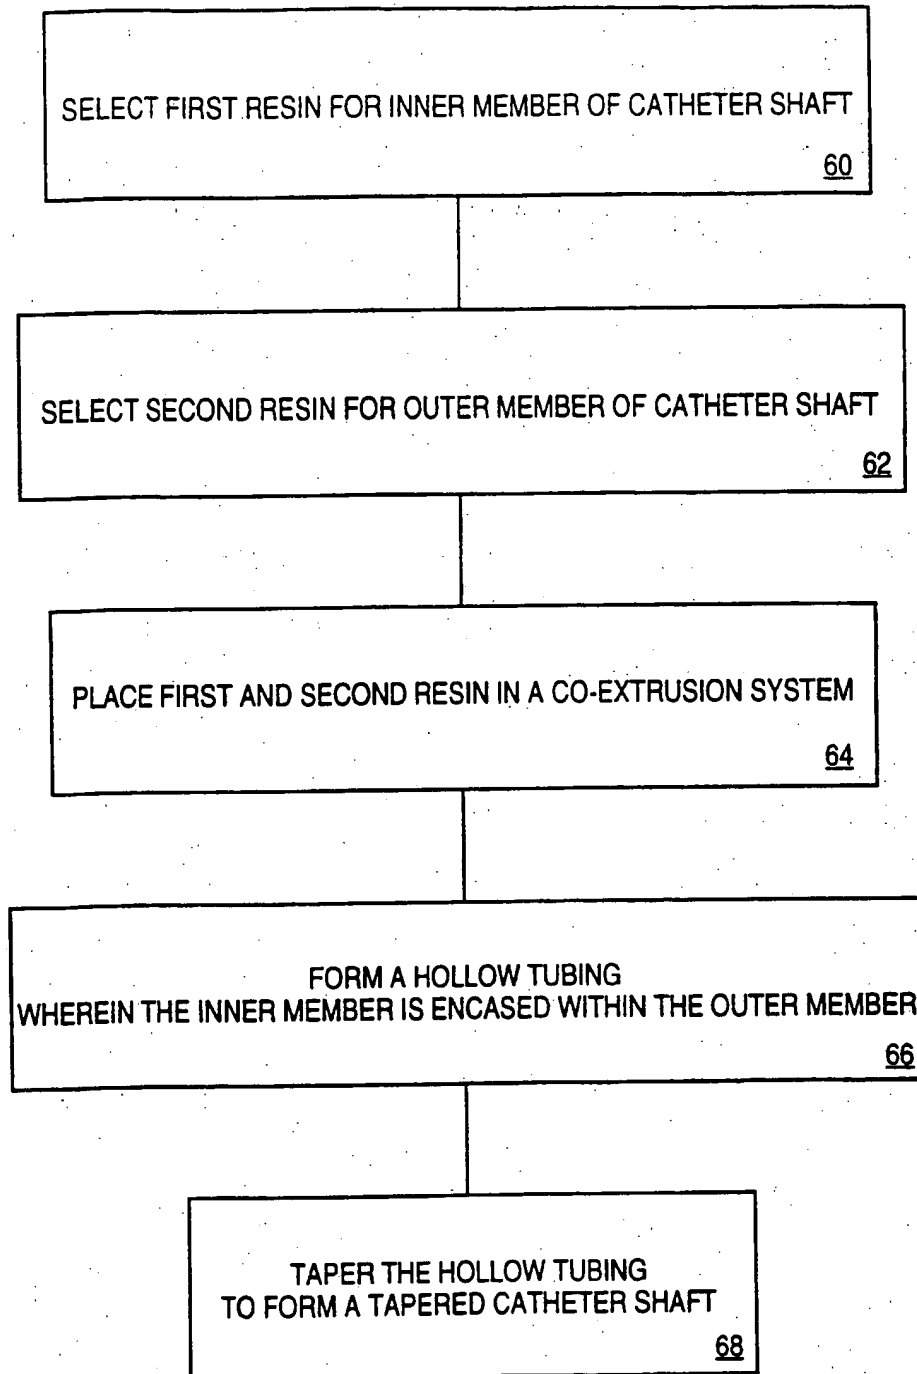 SELECT FIRST RESIN FOR INNER MEMBER OF CATHETER SHAFT
60
SELECT SECOND RESIN FOR OUTER MEMBER OF CATHETER SHAFT
62
PLACE FIRST AND SECOND RESIN IN A CO-EXTRUSION SYSTEM
64
FORM A HOLLOW TUBING
WHEREIN THE INNER MEMBER IS ENCASED WITHIN THE OUTER MEMBER
66
TAPER THE HOLLOW TUBING
TO FORM A TAPERED CATHETER SHAFT
68